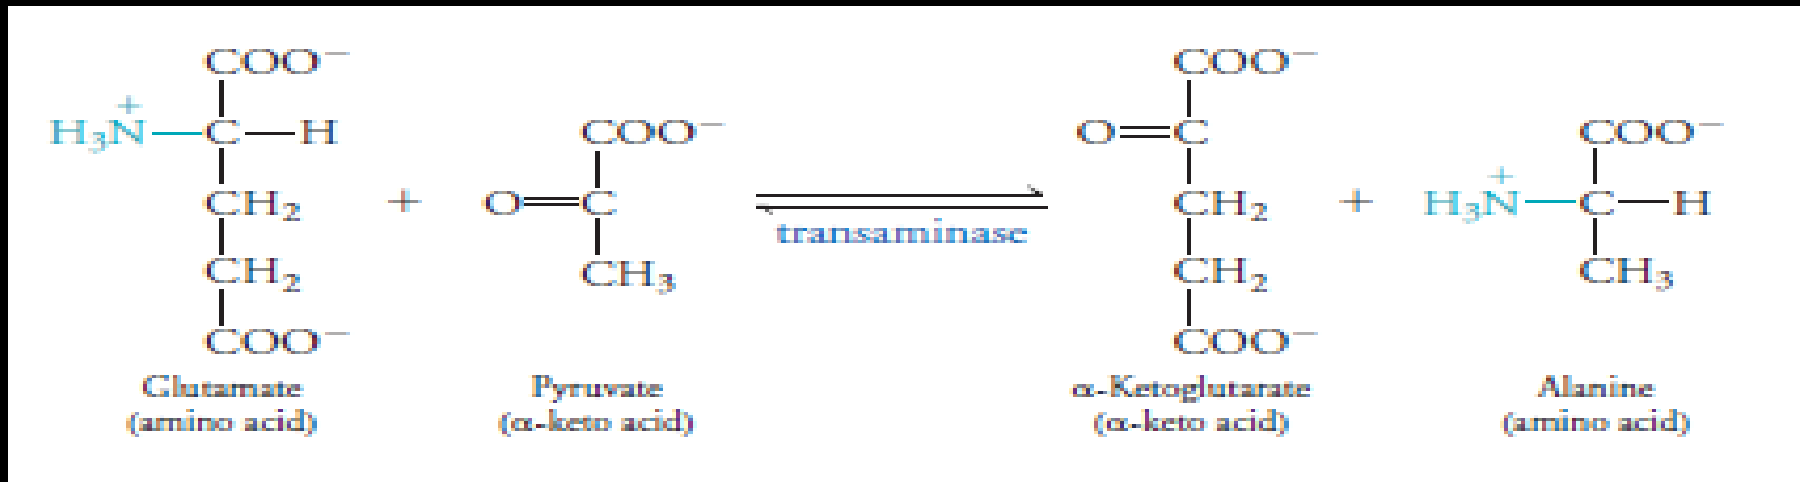 COO⁻
H₃N⁺—C—H
CH₂
CH₂
COO⁻
Glutamate
(amino acid)
+
COO⁻
O=C
CH₃
Pyruvate
(α-keto acid)
transaminase
COO⁻
O=C
CH₂
CH₂
COO⁻
α-Ketoglutarate
(α-keto acid)
+
COO⁻
H₃N⁺—C—H
CH₃
Alanine
(amino acid)